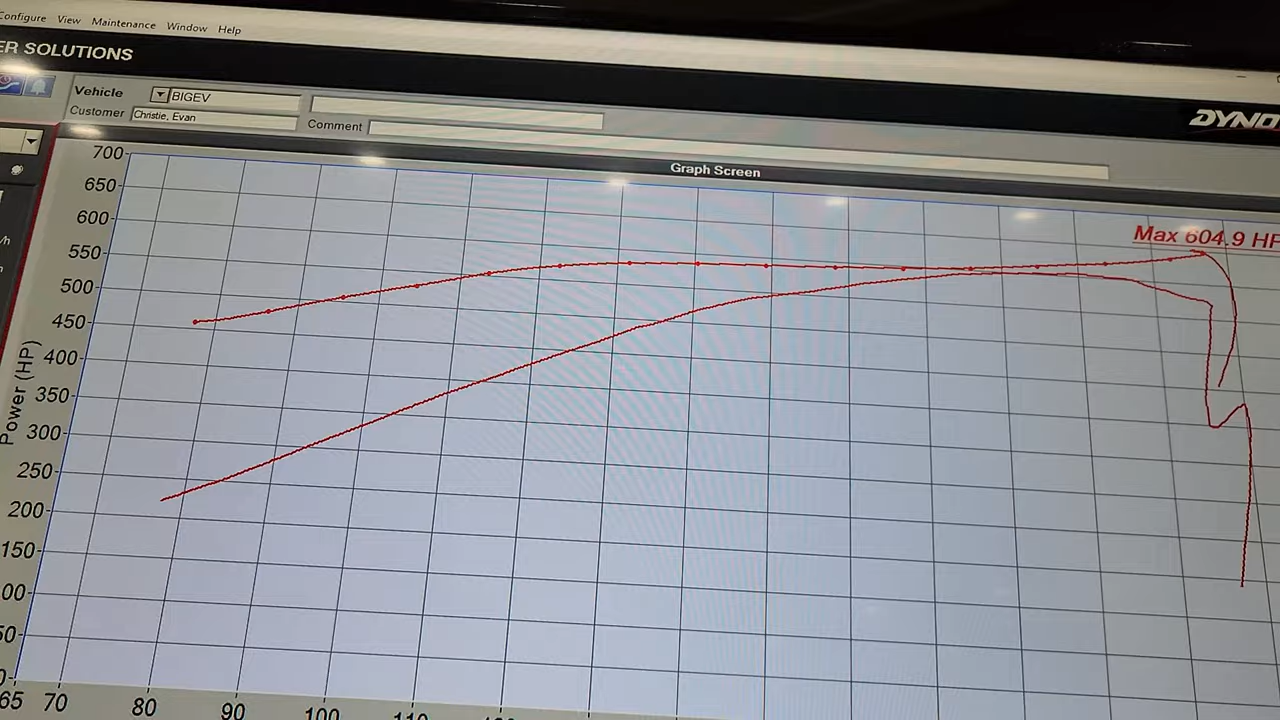 Configure View Maintenance Window Help
ER SOLUTIONS
Vehicle BIGEV
Customer Christie, Evan
Comment
DYNO
Graph Screen
Max 604.9 HP
Power (HP)
700
650
600
550
500
450
400
350
300
250
200
150
00
50
65 70 80 90 100 110